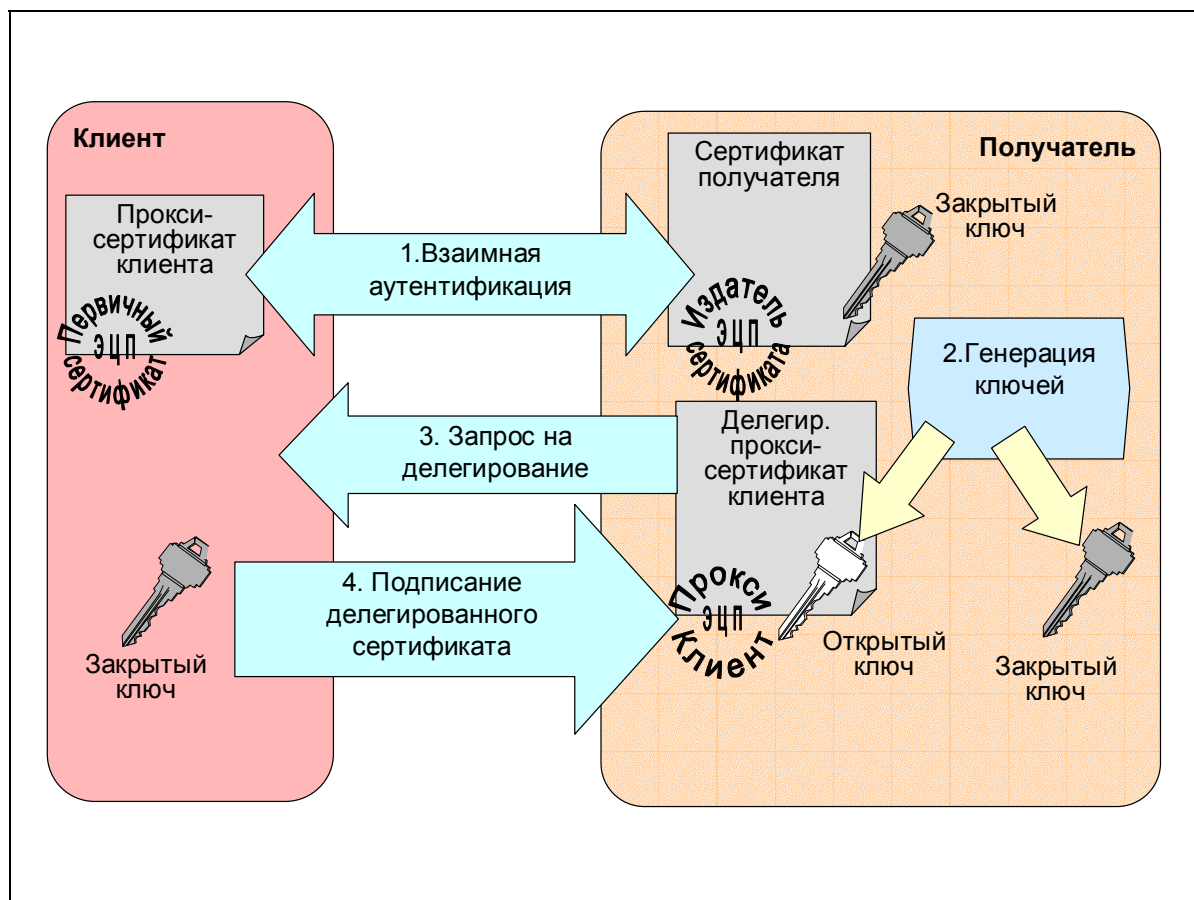 Клиент
Прокси-
сертификат
клиента
Первичный
ЭЦП
сертификат
1.Взаимная
аутентификация
Получатель
Сертификат
получателя
Закрытый
ключ
Издатель
ЭЦП
сертификата
2.Генерация
ключей
3. Запрос на
делегирование
Делегир.
прокси-
сертификат
клиента
4. Подписание
делегированного
сертификата
Прокси
ЭЦП
Клиент
Закрытый
ключ
Открытый
ключ
Закрытый
ключ